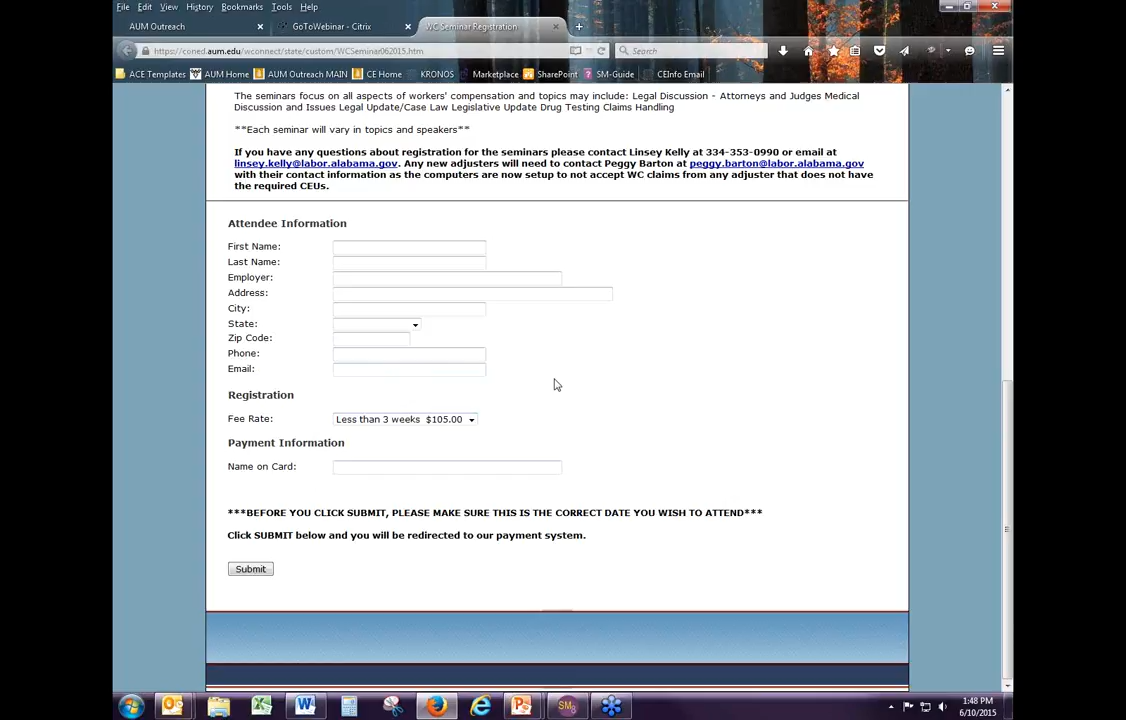 File Edit View History Bookmarks Tools Help
AUM Outreach × GoToWebinar - Citrix × WC Seminar Registration × +
https://coned.aum.edu/wconnect/state/custom/WCSeminar062015.htm Search
ACE Templates AUM Home AUM Outreach MAIN CE Home KRONOS Marketplace SharePoint SM-Guide CEInfo Email
The seminars focus on all aspects of workers' compensation and topics may include: Legal Discussion - Attorneys and Judges Medical
Discussion and Issues Legal Update/Case Law Legislative Update Drug Testing Claims Handling
**Each seminar will vary in topics and speakers**
If you have any questions about registration for the seminars please contact Linsey Kelly at 334-353-0990 or email at
linsey.kelly@labor.alabama.gov. Any new adjusters will need to contact Peggy Barton at peggy.barton@labor.alabama.gov
with their contact information as the computers are now setup to not accept WC claims from any adjuster that does not have
the required CEUs.
Attendee Information
First Name:
Last Name:
Employer:
Address:
City:
State:
Zip Code:
Phone:
Email:
Registration
Fee Rate: Less than 3 weeks $105.00
Payment Information
Name on Card:
***BEFORE YOU CLICK SUBMIT, PLEASE MAKE SURE THIS IS THE CORRECT DATE YOU WISH TO ATTEND***
Click SUBMIT below and you will be redirected to our payment system.
Submit
1:48 PM
6/10/2015